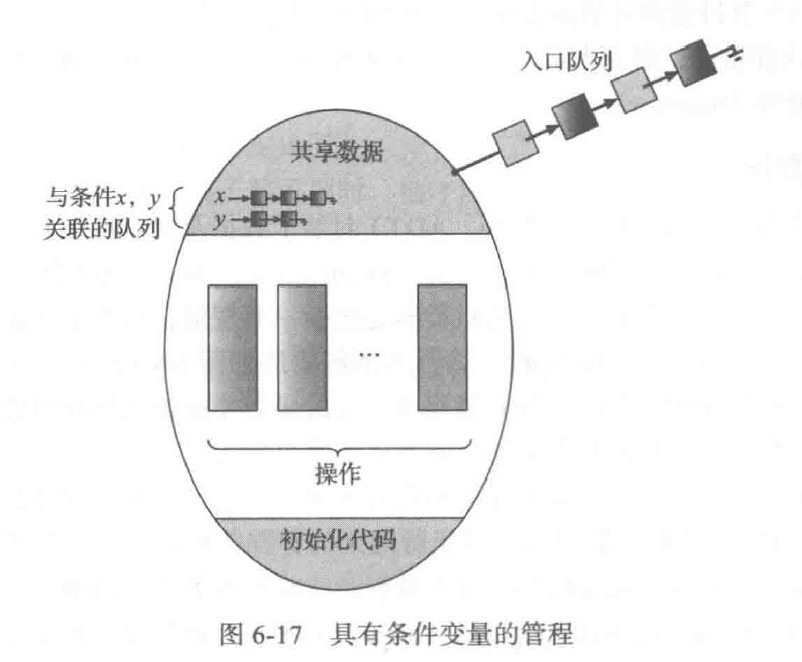 入口队列
共享数据
与条件x，y
关联的队列
x
y
...
操作
初始化代码
图 6-17 具有条件变量的管程